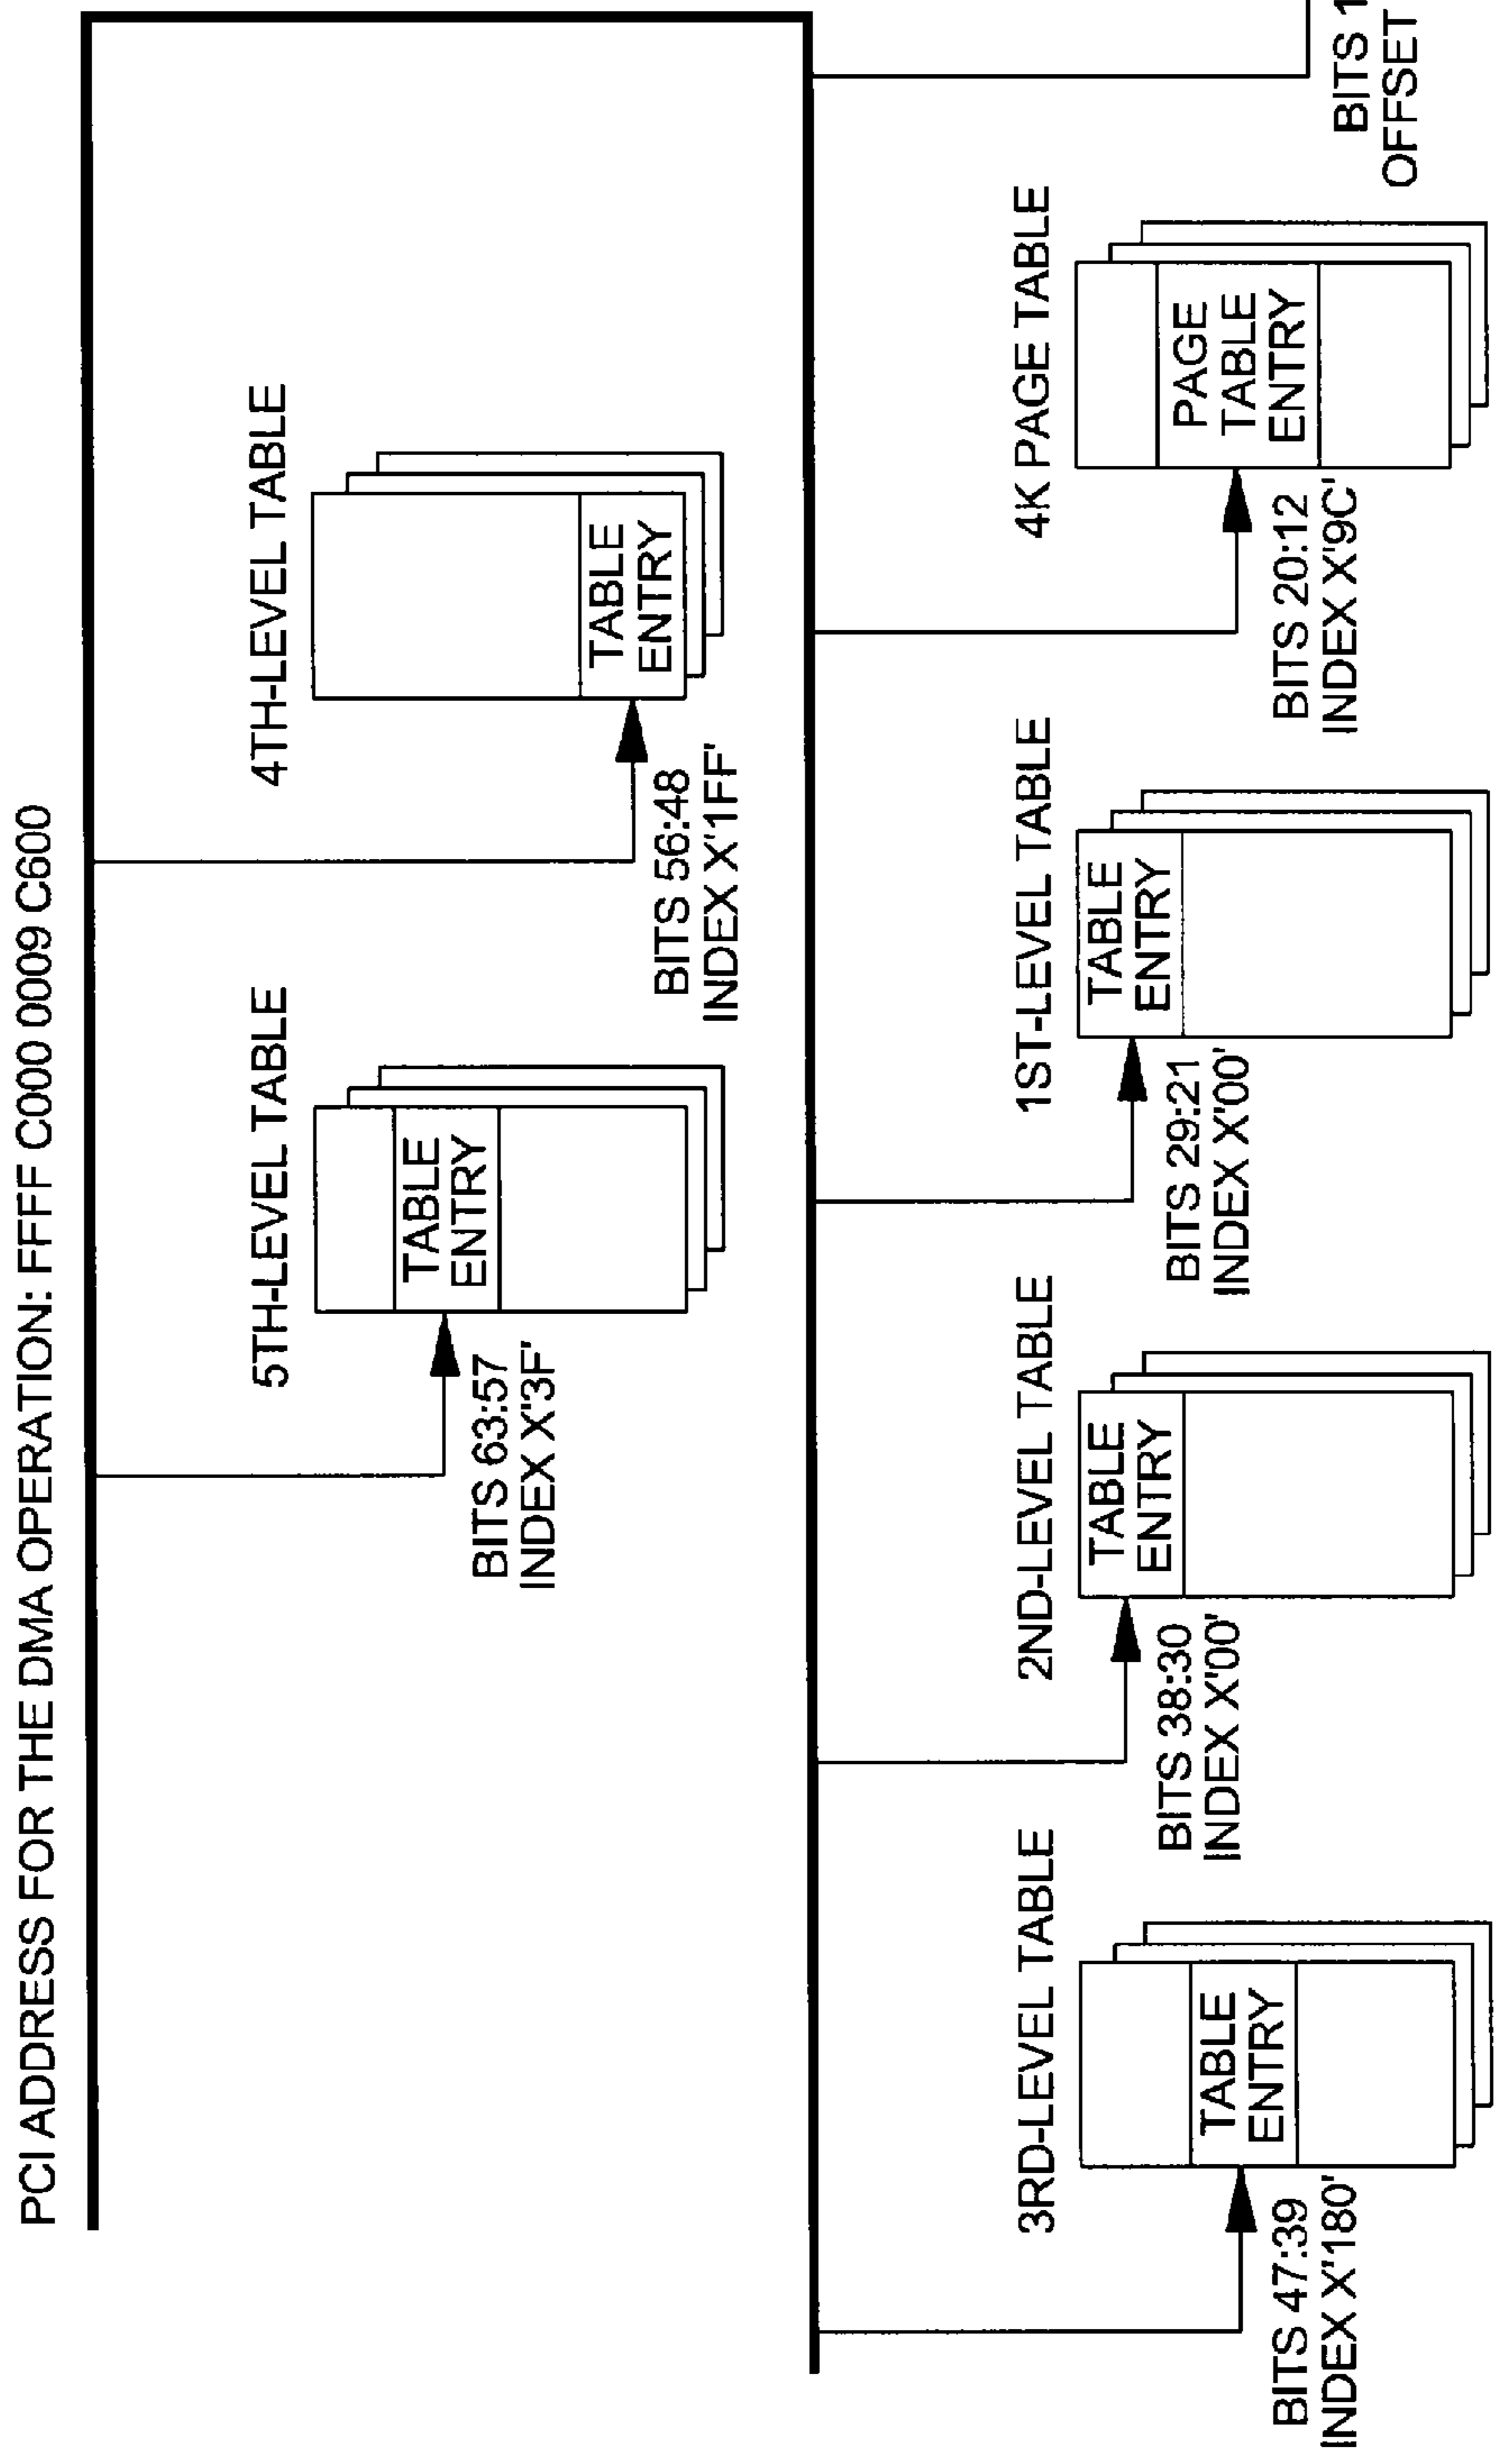 PCI ADDRESS FOR THE DMA OPERATION: FFFF C000 0009 C600
5TH-LEVEL TABLE
TABLE
ENTRY
BITS 63:57
INDEX X'3F'
4TH-LEVEL TABLE
TABLE
ENTRY
BITS 56:48
INDEX X'1FF'
3RD-LEVEL TABLE
TABLE
ENTRY
BITS 47:39
INDEX X'180'
2ND-LEVEL TABLE
TABLE
ENTRY
BITS 38:30
INDEX X'00'
1ST-LEVEL TABLE
TABLE
ENTRY
BITS 29:21
INDEX X'00'
4K PAGE TABLE
PAGE
TABLE
ENTRY
BITS 20:12
INDEX X'9C'
BITS 1
OFFSET